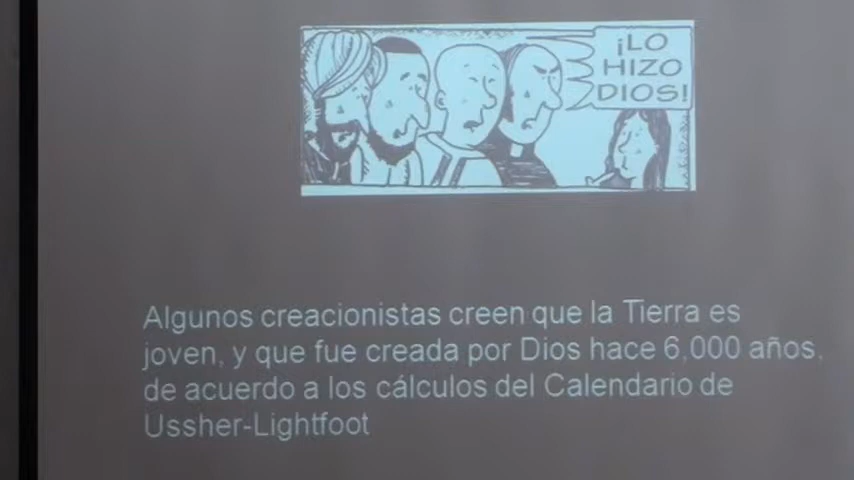 ¡LO
HIZO
DIOS!
Algunos creacionistas creen que la Tierra es
joven, y que fue creada por Dios hace 6,000 años,
de acuerdo a los cálculos del Calendario de
Ussher-Lightfoot